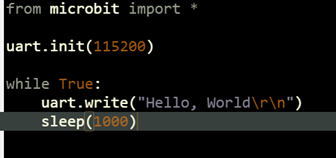 from microbit import *

uart.init(115200)

while True:
    uart.write("Hello, World\r\n")
    sleep(1000)